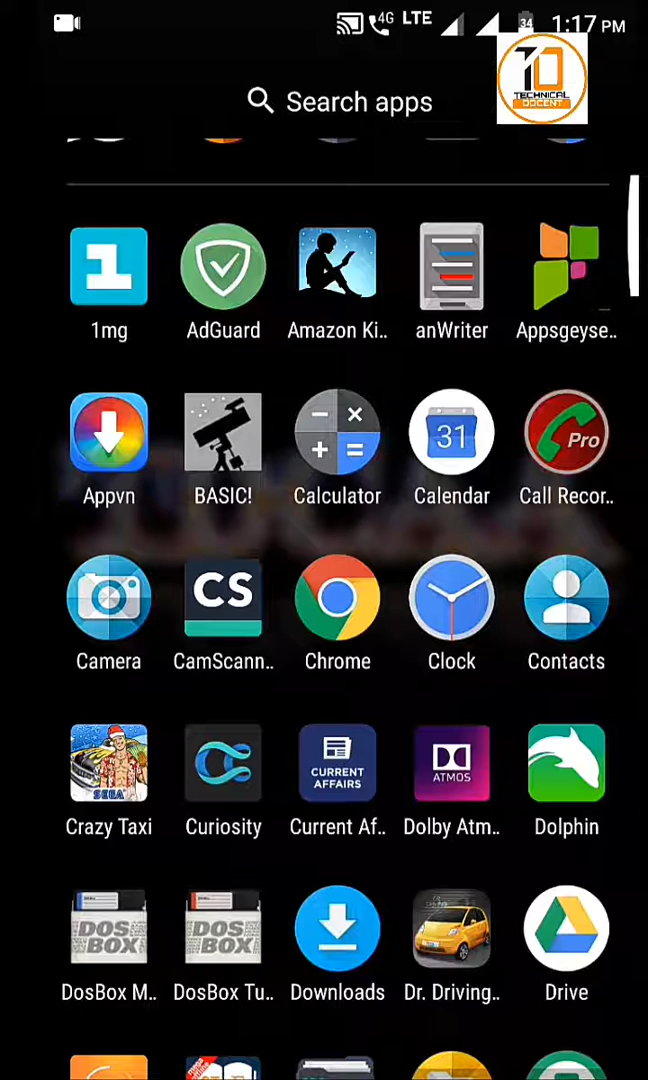 4G LTE 34 1:17 PM
TECHNICAL
DOCENT
Search apps
1mg AdGuard Amazon Ki.. anWriter Appsgeyse..
31
Pro
Appvn BASIC! Calculator Calendar Call Recor..
CS
Camera CamScann.. Chrome Clock Contacts
SEGA
CURRENT
AFFAIRS
ATMOS
Crazy Taxi Curiosity Current Af.. Dolby Atm.. Dolphin
DOS
BOX
DOS
BOX
DosBox M.. DosBox Tu.. Downloads Dr. Driving.. Drive